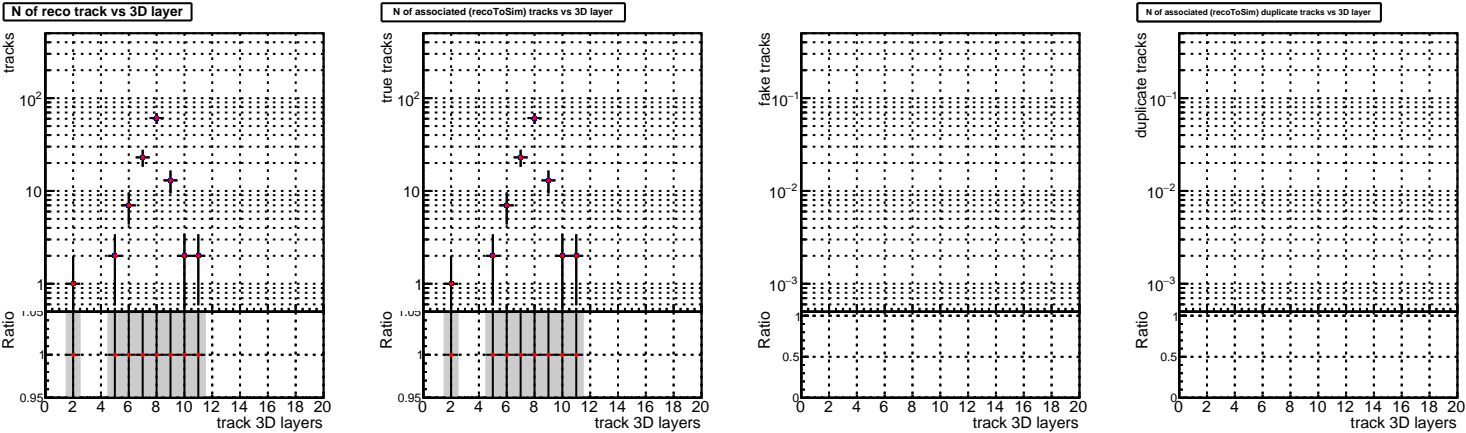 N of reco track vs 3D layer
tracks
10²
10
1
1.05
Ratio
1
0.95
0 2 4 6 8 10 12 14 16 18 20
track 3D layers
N of associated (recoToSim) tracks vs 3D layer
true tracks
10²
10
1
1.05
Ratio
1
0.95
0 2 4 6 8 10 12 14 16 18 20
track 3D layers
fake tracks
10⁻¹
10⁻²
10⁻³
Ratio
1
0.5
0
0 2 4 6 8 10 12 14 16 18 20
track 3D layers
N of associated (recoToSim) duplicate tracks vs 3D layer
duplicate tracks
10⁻¹
10⁻²
10⁻³
Ratio
1
0.5
0
0 2 4 6 8 10 12 14 16 18 20
track 3D layers